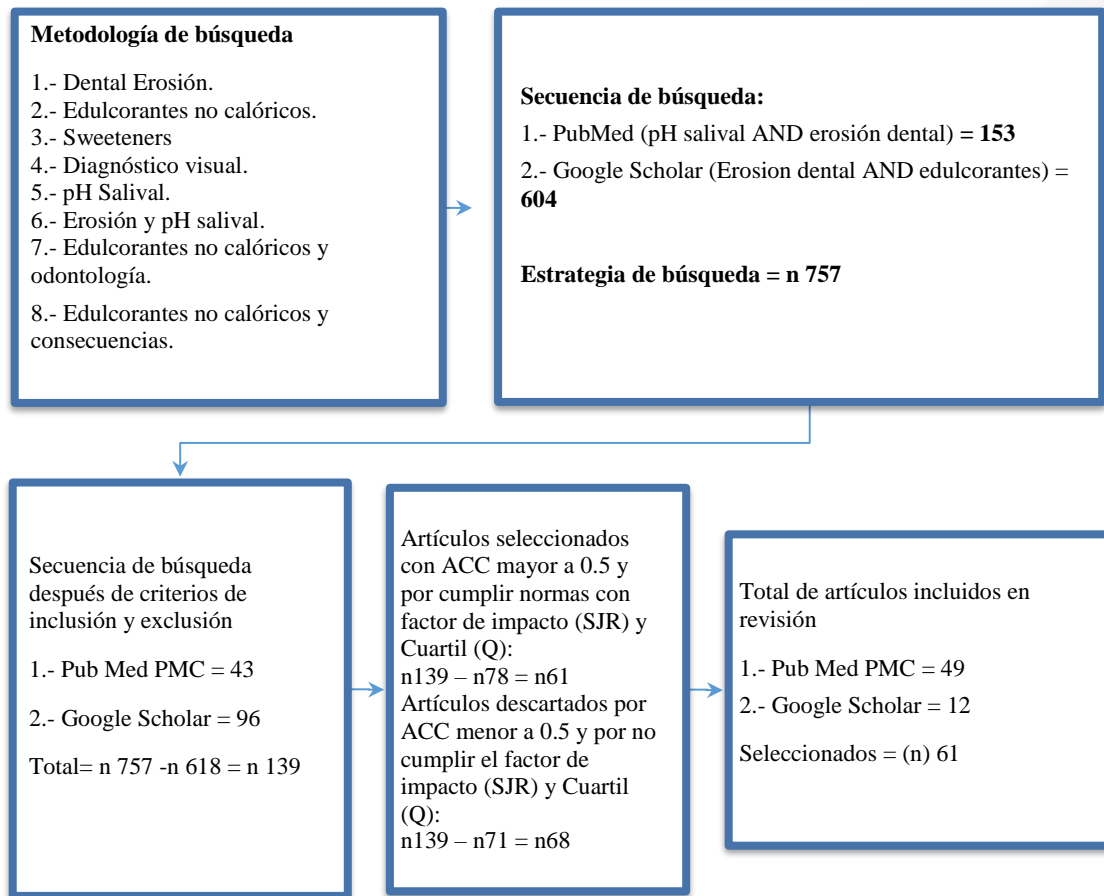 Metodología de búsqueda
1.- Dental Erosión.
2.- Edulcorantes no calóricos.
3.- Sweeteners
4.- Diagnóstico visual.
5.- pH Salival.
6.- Erosión y pH salival.
7.- Edulcorantes no calóricos y
odontología.
8.- Edulcorantes no calóricos y
consecuencias.
Secuencia de búsqueda:
1.- PubMed (pH salival AND erosión dental) = 153
2.- Google Scholar (Erosion dental AND edulcorantes) =
604
Estrategia de búsqueda = n 757
Secuencia de búsqueda
después de criterios de
inclusión y exclusión
1.- Pub Med PMC = 43
2.- Google Scholar = 96
Total= n 757 -n 618 = n 139
Artículos seleccionados
con ACC mayor a 0.5 y
por cumplir normas con
factor de impacto (SJR) y
Cuartil (Q):
n139 – n78 = n61
Artículos descartados por
ACC menor a 0.5 y por no
cumplir el factor de
impacto (SJR) y Cuartil
(Q):
n139 – n71 = n68
Total de artículos incluidos en
revisión
1.- Pub Med PMC = 49
2.- Google Scholar = 12
Seleccionados = (n) 61